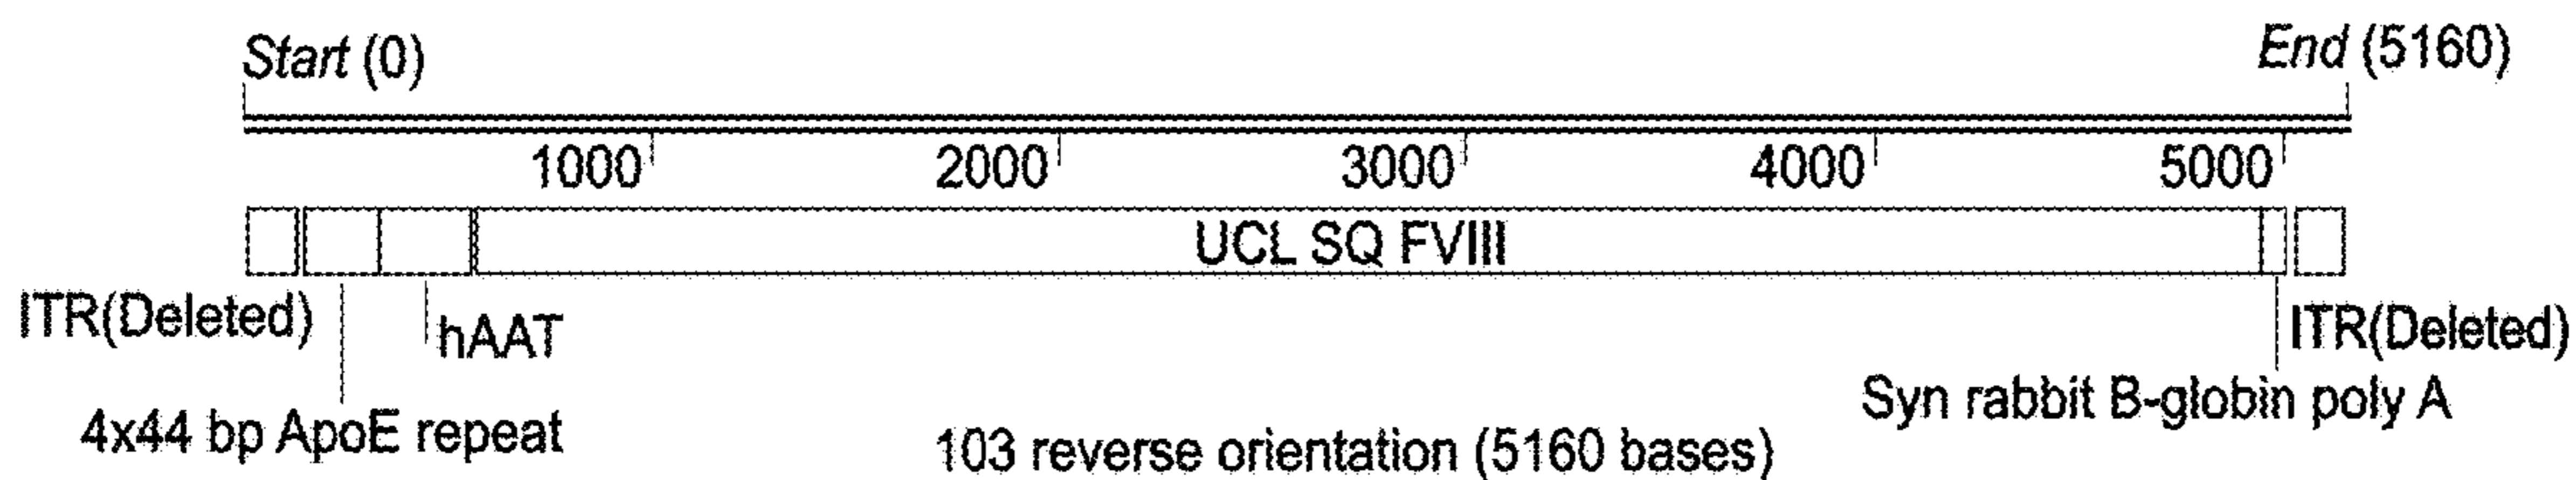 Start (0)
End (5160)
1000
2000
3000
4000
5000
UCL SQ FVIII
ITR(Deleted)
hAAT
ITR(Deleted)
4x44 bp ApoE repeat
Syn rabbit B-globin poly A
103 reverse orientation (5160 bases)